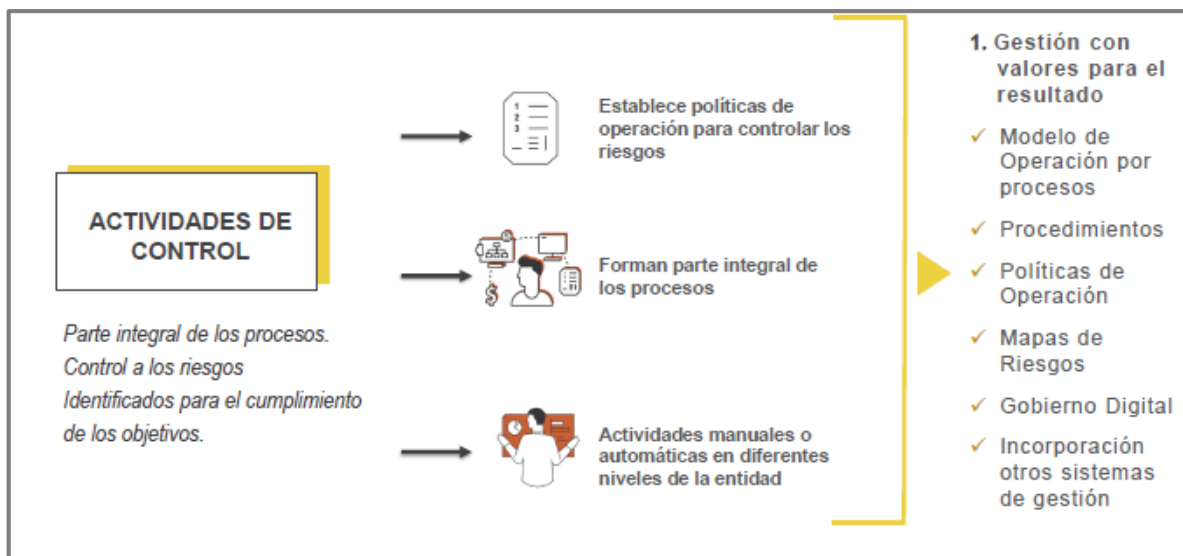 ACTIVIDADES DE
CONTROL
Parte integral de los procesos.
Control a los riesgos
Identificados para el cumplimiento
de los objetivos.
1
2
3
Establece políticas de
operación para controlar los
riesgos
$
Forman parte integral de
los procesos
Actividades manuales o
automáticas en diferentes
niveles de la entidad
1. Gestión con
valores para el
resultado
✓ Modelo de
Operación por
procesos
✓ Procedimientos
✓ Políticas de
Operación
✓ Mapas de
Riesgos
✓ Gobierno Digital
✓ Incorporación
otros sistemas
de gestión